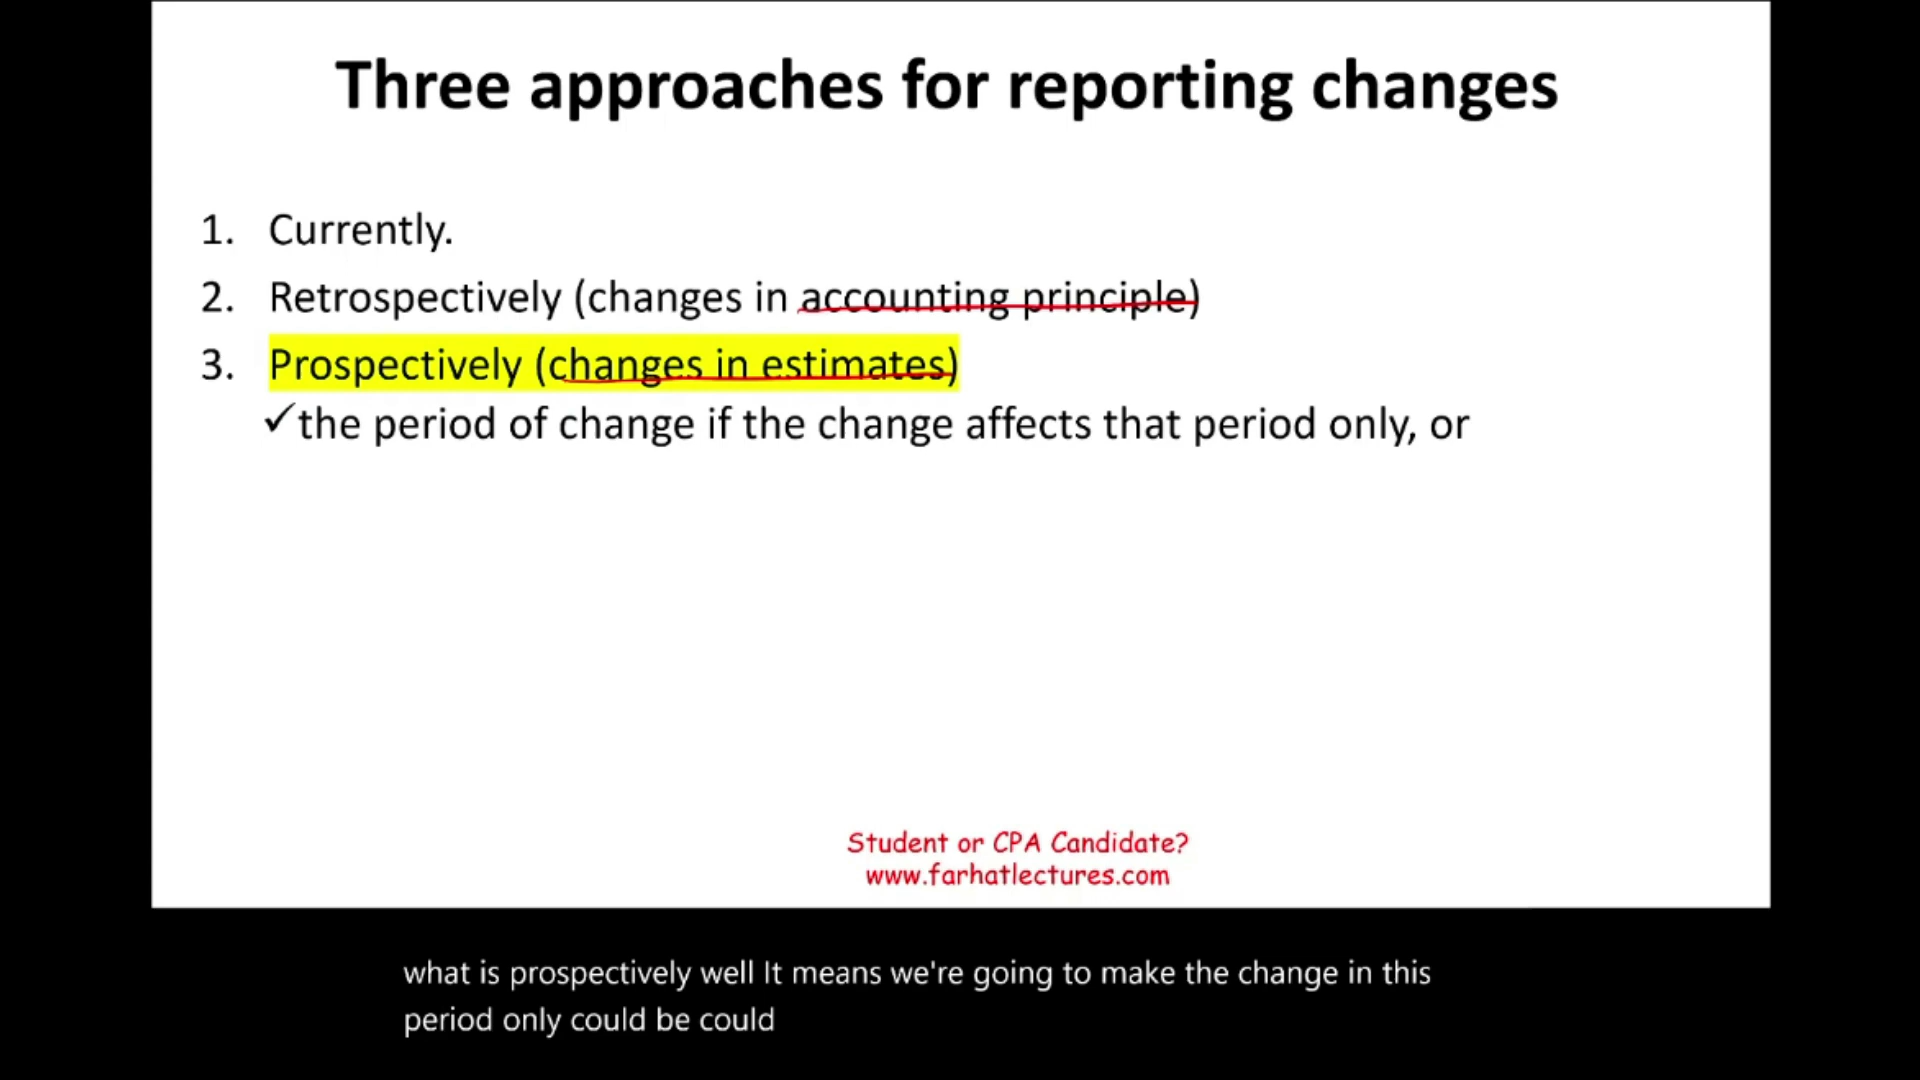 Three approaches for reporting changes
1. Currently.
2. Retrospectively (changes in accounting principle)
3. Prospectively (changes in estimates)
✓the period of change if the change affects that period only, or
Student or CPA Candidate?
www.farhatlectures.com
what is prospectively well It means we're going to make the change in this
period only could be could